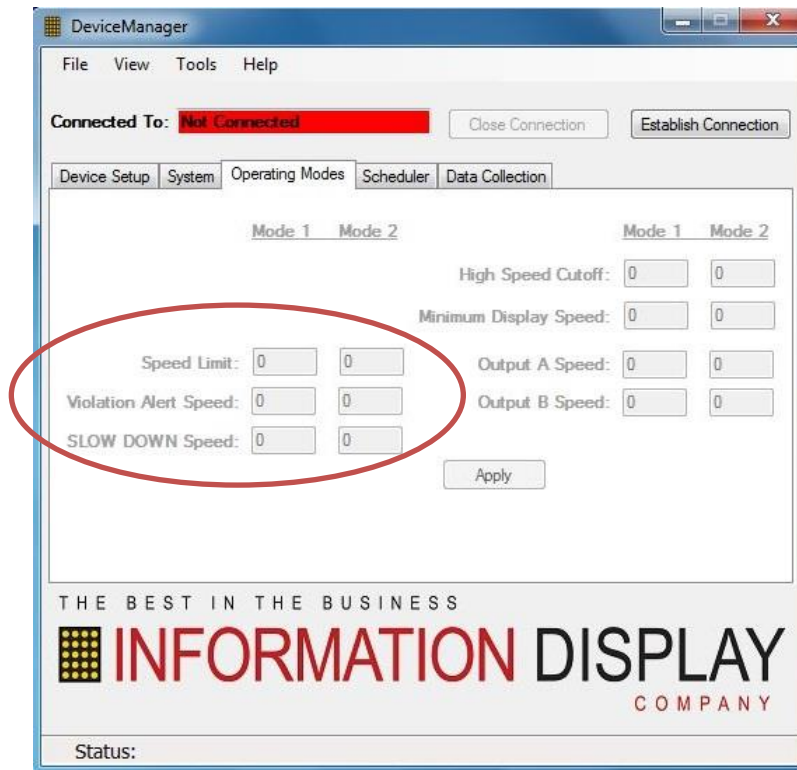 DeviceManager
File View Tools Help
Connected To: Not Connected Close Connection Establish Connection
Device Setup System Operating Modes Scheduler Data Collection
Mode 1 Mode 2 Mode 1 Mode 2
High Speed Cutoff: 0 0
Minimum Display Speed: 0 0
Speed Limit: 0 0 Output A Speed: 0 0
Violation Alert Speed: 0 0 Output B Speed: 0 0
SLOW DOWN Speed: 0 0
Apply
THE BEST IN THE BUSINESS
INFORMATION DISPLAY
COMPANY
Status: